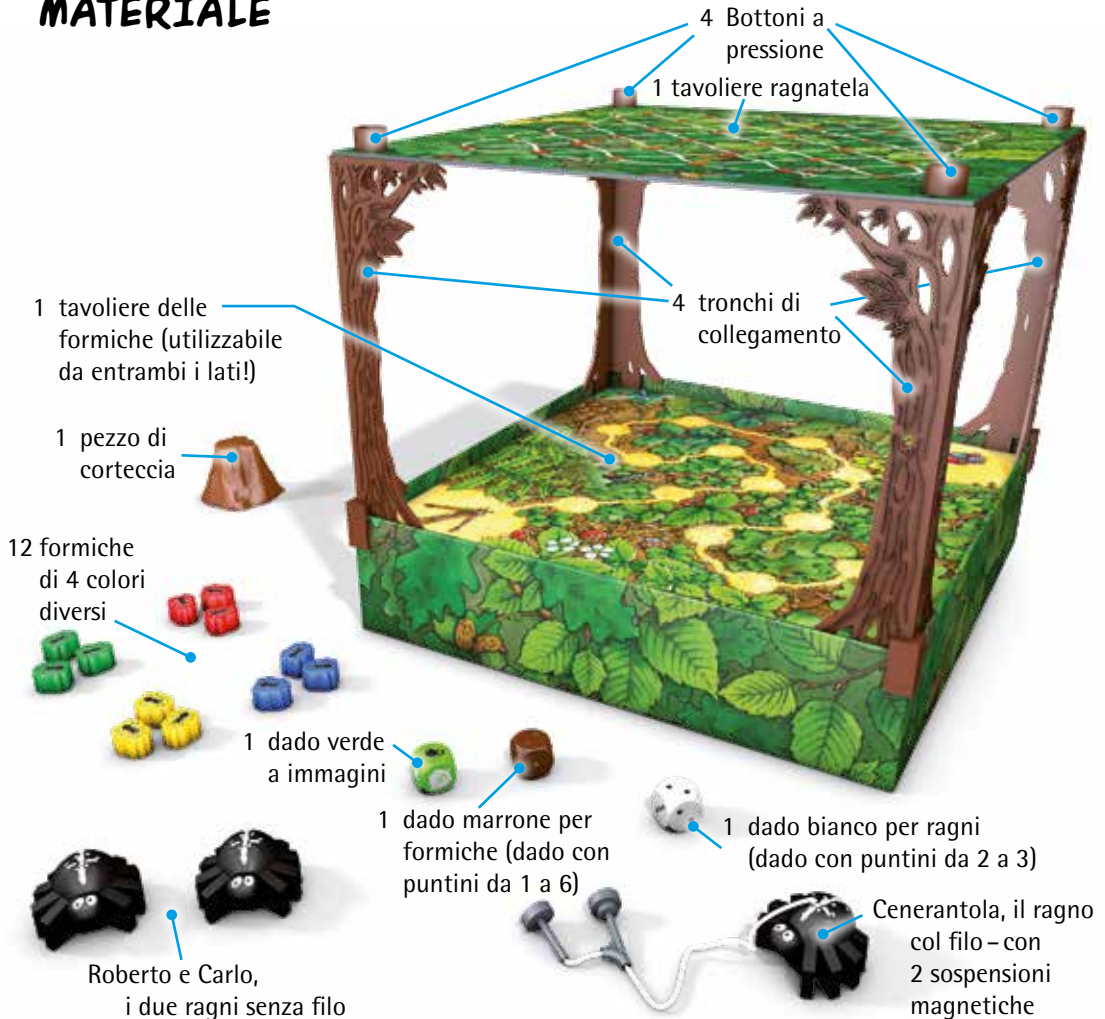 MATERIALE
4 Bottoni a
pressione
1 tavoliere ragnatela
1 tavoliere delle
formiche (utilizzabile
da entrambi i lati!)
4 tronchi di
collegamento
1 pezzo di
corteccia
12 formiche
di 4 colori
diversi
1 dado verde
a immagini
1 dado marrone per
formiche (dado con
puntini da 1 a 6)
1 dado bianco per ragni
(dado con puntini da 2 a 3)
Roberto e Carlo,
i due ragni senza filo
Cenerantola, il ragno
col filo – con
2 sospensioni
magnetiche